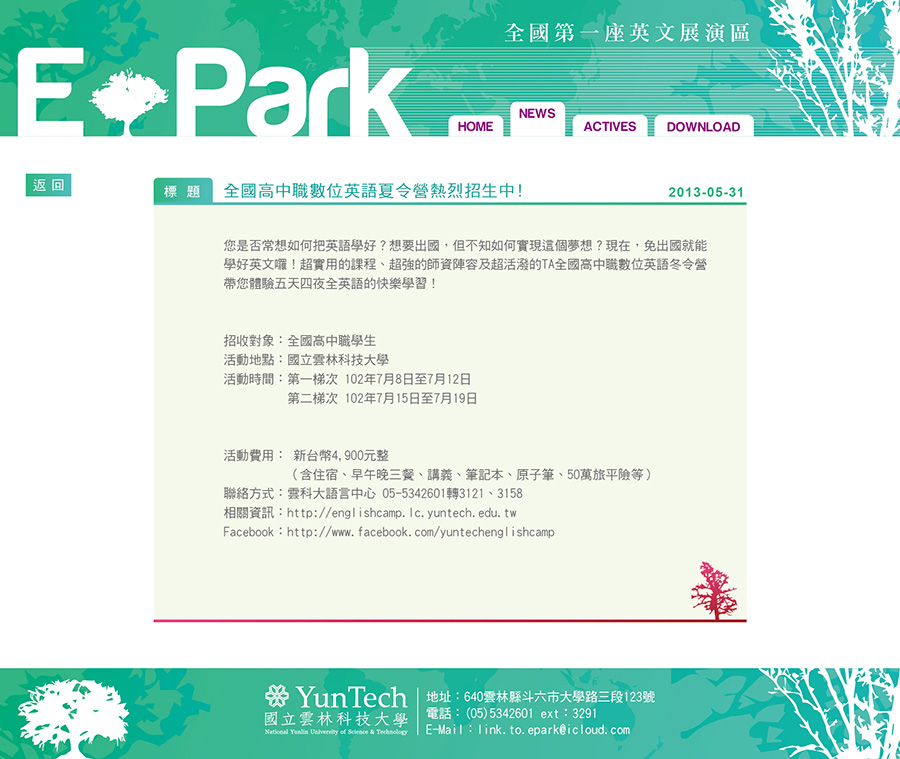 全國第一座英文展演區
E Park
HOME
NEWS
ACTIVES
DOWNLOAD
返回
標 題
全國高中職數位英語夏令營熱烈招生中!
2013-05-31
您是否常想如何把英語學好?想要出國,但不知如何實現這個夢想?現在,免出國就能
學好英文囉!超實用的課程、超強的師資陣容及超活潑的TA全國高中職數位英語冬令營
帶您體驗五天四夜全英語的快樂學習!
招收對象:全國高中職學生
活動地點:國立雲林科技大學
活動時間:第一梯次 102年7月8日至7月12日
第二梯次 102年7月15日至7月19日
活動費用: 新台幣4,900元整
(含住宿、早午晚三餐、講義、筆記本、原子筆、50萬旅平險等)
聯絡方式:雲科大語言中心 05-5342601轉3121、3158
相關資訊:http://englishcamp.lc.yuntech.edu.tw
Facebook:http://www.facebook.com/yuntechenglishcamp
YunTech
國立雲林科技大學
National Yunlin University of Science & Technology
地址:640雲林縣斗六市大學路三段123號
電話:(05)5342601 ext:3291
E-Mail:link.to.epark@icloud.com